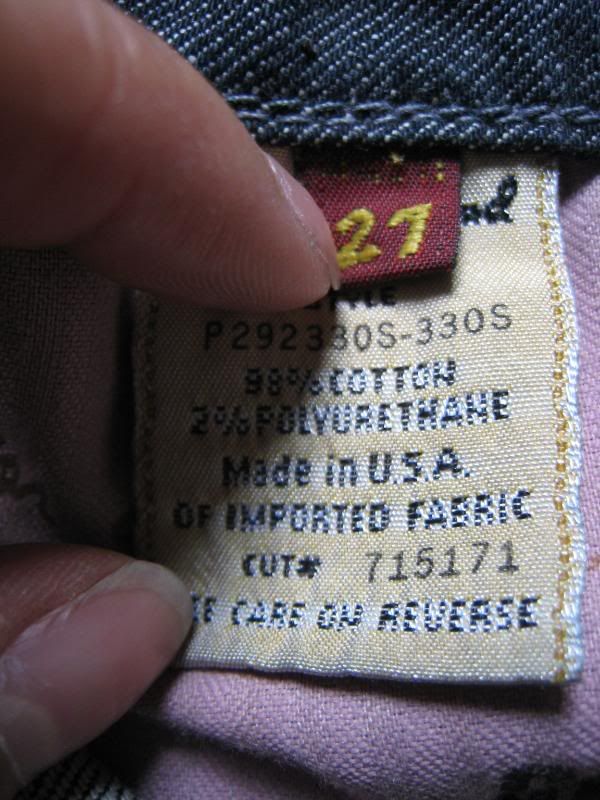 27
P292330S-330S
98% COTTON
2% POLYURETHANE
Made in U.S.A.
OF IMPORTED FABRIC
CUT# 715171
CARE ON REVERSE